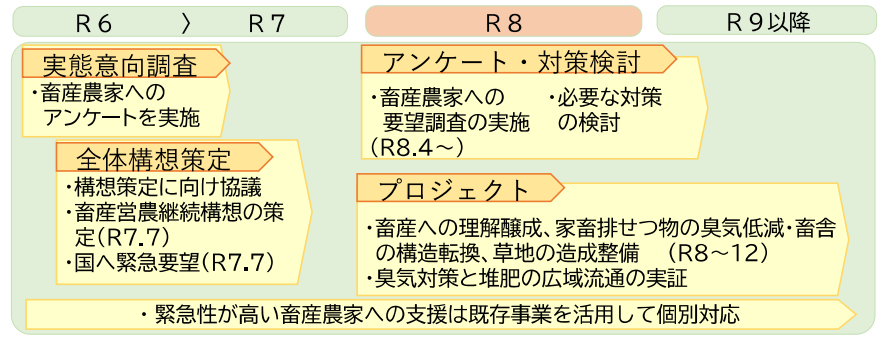 R6 〉 R7
R8
R9以降
実態意向調査
・畜産農家への
アンケートを実施
全体構想策定
・構想策定に向け協議
・畜産営農継続構想の策
定(R7.7)
・国へ緊急要望(R7.7)
アンケート・対策検討
・畜産農家への
要望調査の実施
(R8.4～)
・必要な対策
の検討
プロジェクト
・畜産への理解醸成、家畜排せつ物の臭気低減・畜舎
の構造転換、草地の造成整備 (R8～12)
・臭気対策と堆肥の広域流通の実証
・緊急性が高い畜産農家への支援は既存事業を活用して個別対応